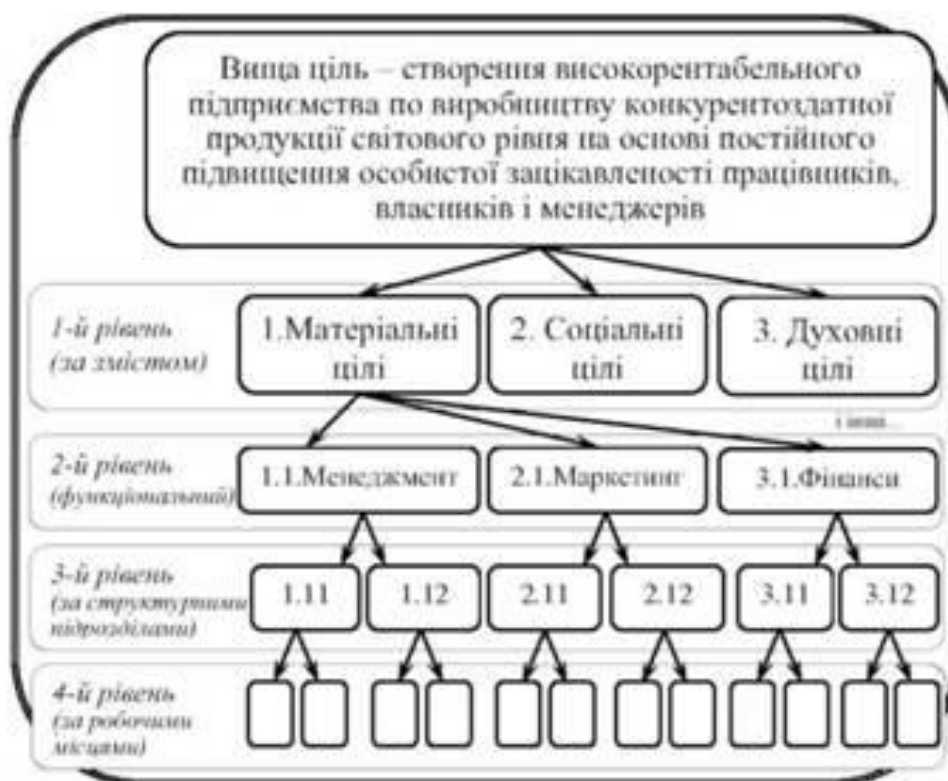 Вища ціль – створення високорентабельного
підприємства по виробництву конкурентоздатної
продукції світового рівня на основі постійного
підвищення особистої зацікавленості працівників,
власників і менеджерів
1-й рівень
(за змістом)
1.Матеріальні
цілі
2. Соціальні
цілі
3. Духовні
цілі
і інші...
2-й рівень
(функціональний)
1.1.Менеджмент
2.1.Маркетинг
3.1.Фінанси
3-й рівень
(за структурними
підрозділами)
1.11
1.12
2.11
2.12
3.11
3.12
4-й рівень
(за робочими
місцями)